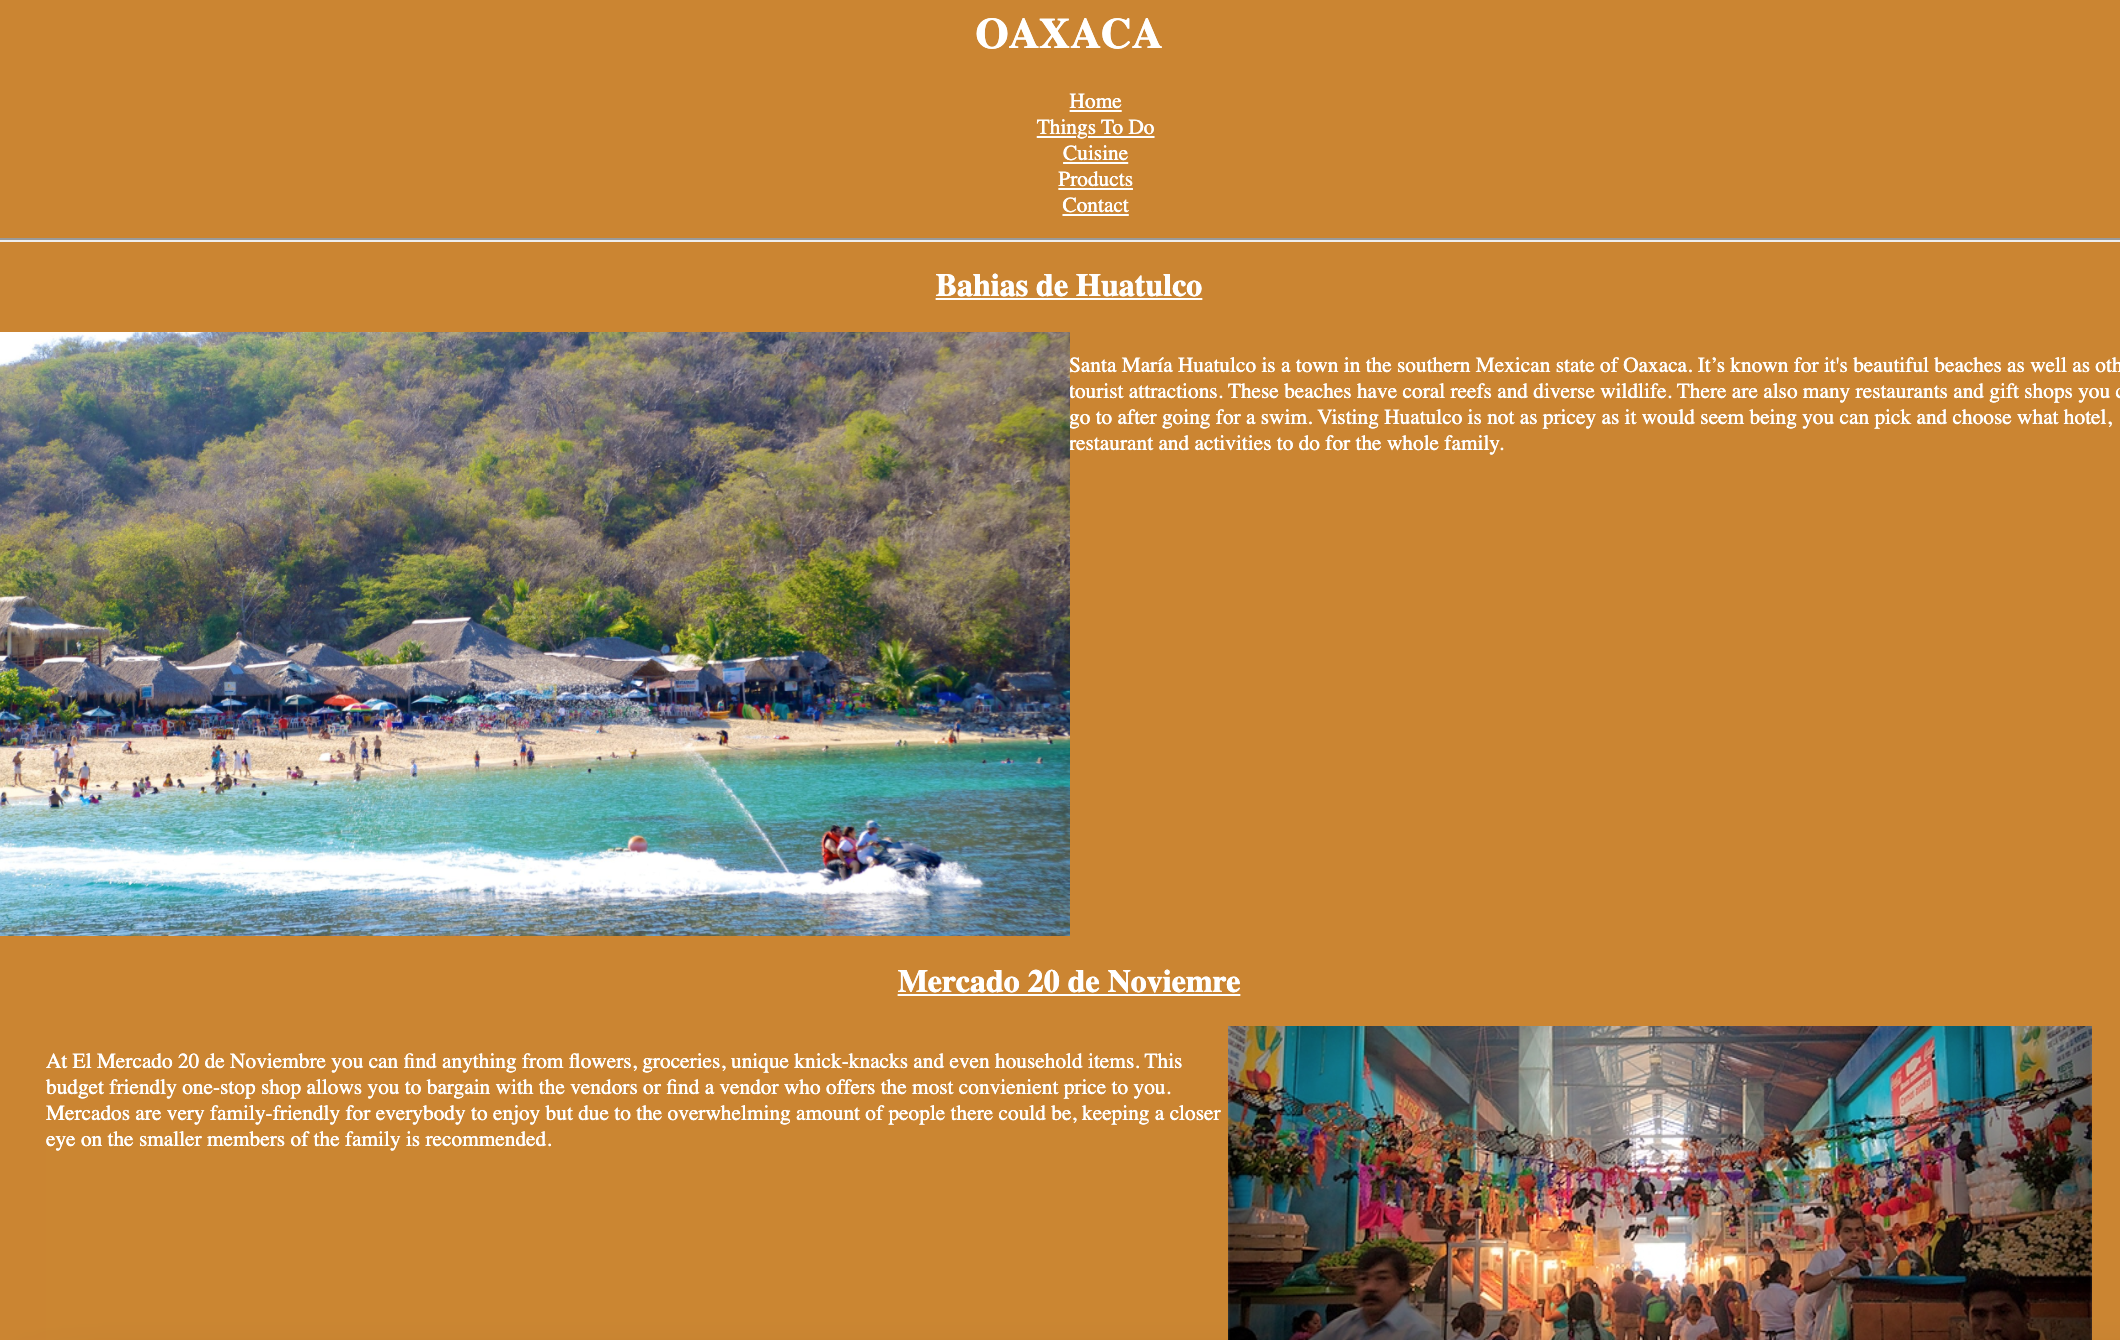 OAXACA
Home
Things To Do
Cuisine
Products
Contact
Bahias de Huatulco
Santa María Huatulco is a town in the southern Mexican state of Oaxaca. It’s known for it's beautiful beaches as well as oth
tourist attractions. These beaches have coral reefs and diverse wildlife. There are also many restaurants and gift shops you c
go to after going for a swim. Visting Huatulco is not as pricey as it would seem being you can pick and choose what hotel,
restaurant and activities to do for the whole family.
Mercado 20 de Noviemre
At El Mercado 20 de Noviembre you can find anything from flowers, groceries, unique knick-knacks and even household items. This
budget friendly one-stop shop allows you to bargain with the vendors or find a vendor who offers the most convienient price to you.
Mercados are very family-friendly for everybody to enjoy but due to the overwhelming amount of people there could be, keeping a closer
eye on the smaller members of the family is recommended.